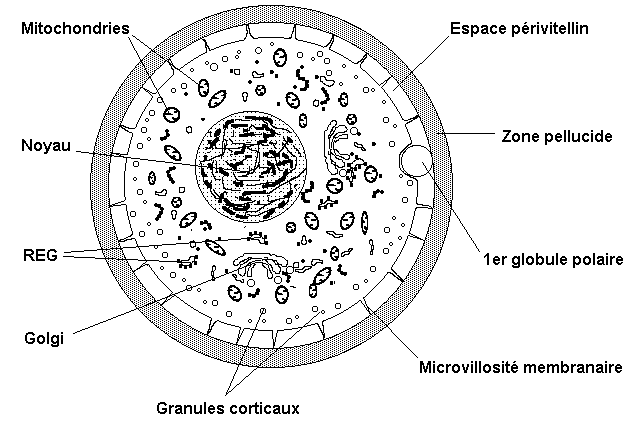 Mitochondries
Espace périvitellin
Zone pellucide
Noyau
REG
1er globule polaire
Golgi
Microvillosité membranaire
Granules corticaux